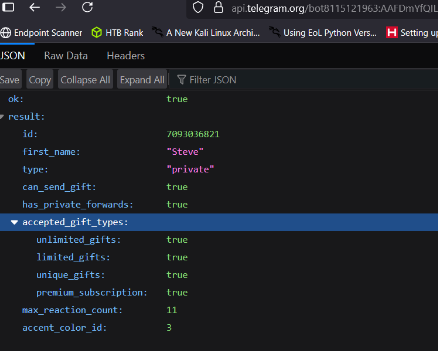 api.telegram.org/bot8115121963:AAFDmYfQIL
Endpoint Scanner HTB Rank A New Kali Linux Arc... Using EoL Python Vers... Setting up
JSON Raw Data Headers
Save Copy Collapse All Expand All Filter JSON
ok: true
result:
id: 7093036821
first_name: "Steve"
type: "private"
can_send_gift: true
has_private_forwards: true
accepted_gift_types:
unlimited_gifts: true
limited_gifts: true
unique_gifts: true
premium_subscription: true
max_reaction_count: 11
accent_color_id: 3